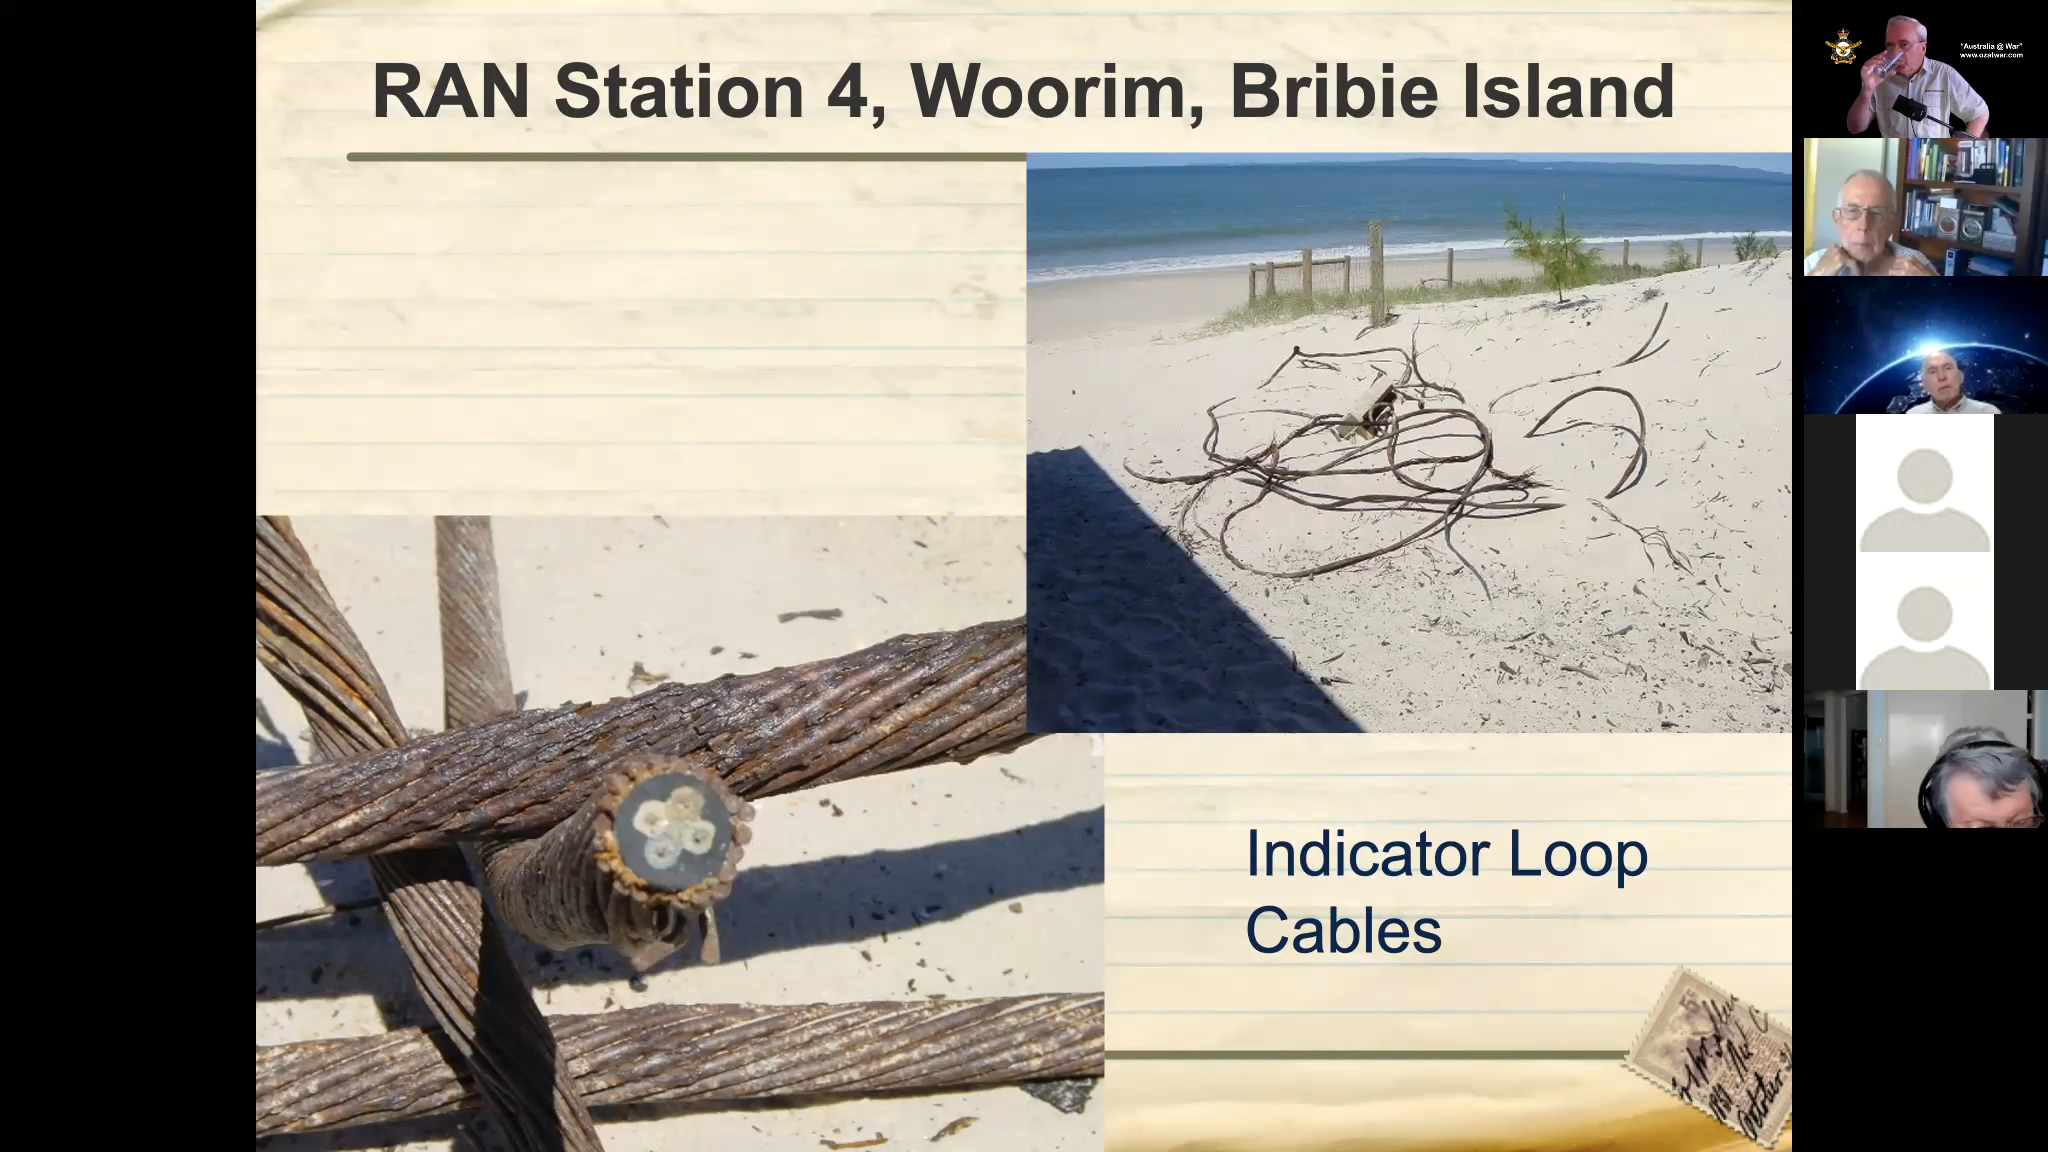 RAN Station 4, Woorim, Bribie Island
"Australia @ War"
www.ozatwar.com
Indicator Loop
Cables